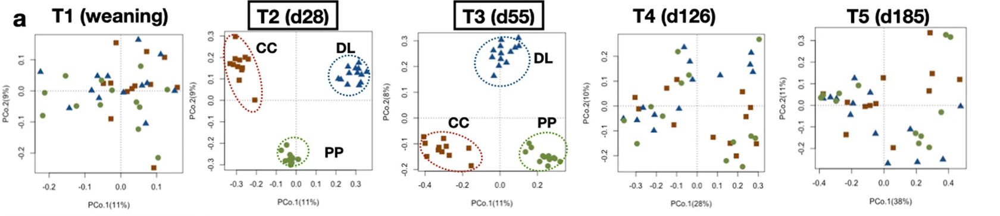 a
T1 (weaning)
T2 (d28)
T3 (d55)
T4 (d126)
T5 (d185)
PCo.2(9%)
0.1
0.0
-0.1
-0.2
-0.2
-0.1
0.0
0.1
PCo.1(11%)
PCo.2(9%)
0.3
0.2
0.1
0.0
-0.1
-0.2
-0.3
CC
DL
PP
-0.3
-0.2
-0.1
0.0
0.1
0.2
0.3
PCo.1(11%)
PCo.2(8%)
0.3
0.2
0.1
0.0
-0.1
-0.2
DL
CC
PP
-0.4
-0.2
0.0
0.2
PCo.1(11%)
PCo.2(10%)
0.2
0.1
0.0
-0.1
-0.2
-0.3
-0.2
-0.1
0.0
0.1
0.2
0.3
PCo.1(28%)
PCo.2(11%)
0.3
0.2
0.1
0.0
-0.1
-0.2
-0.4
-0.2
0.0
0.2
0.4
PCo.1(38%)